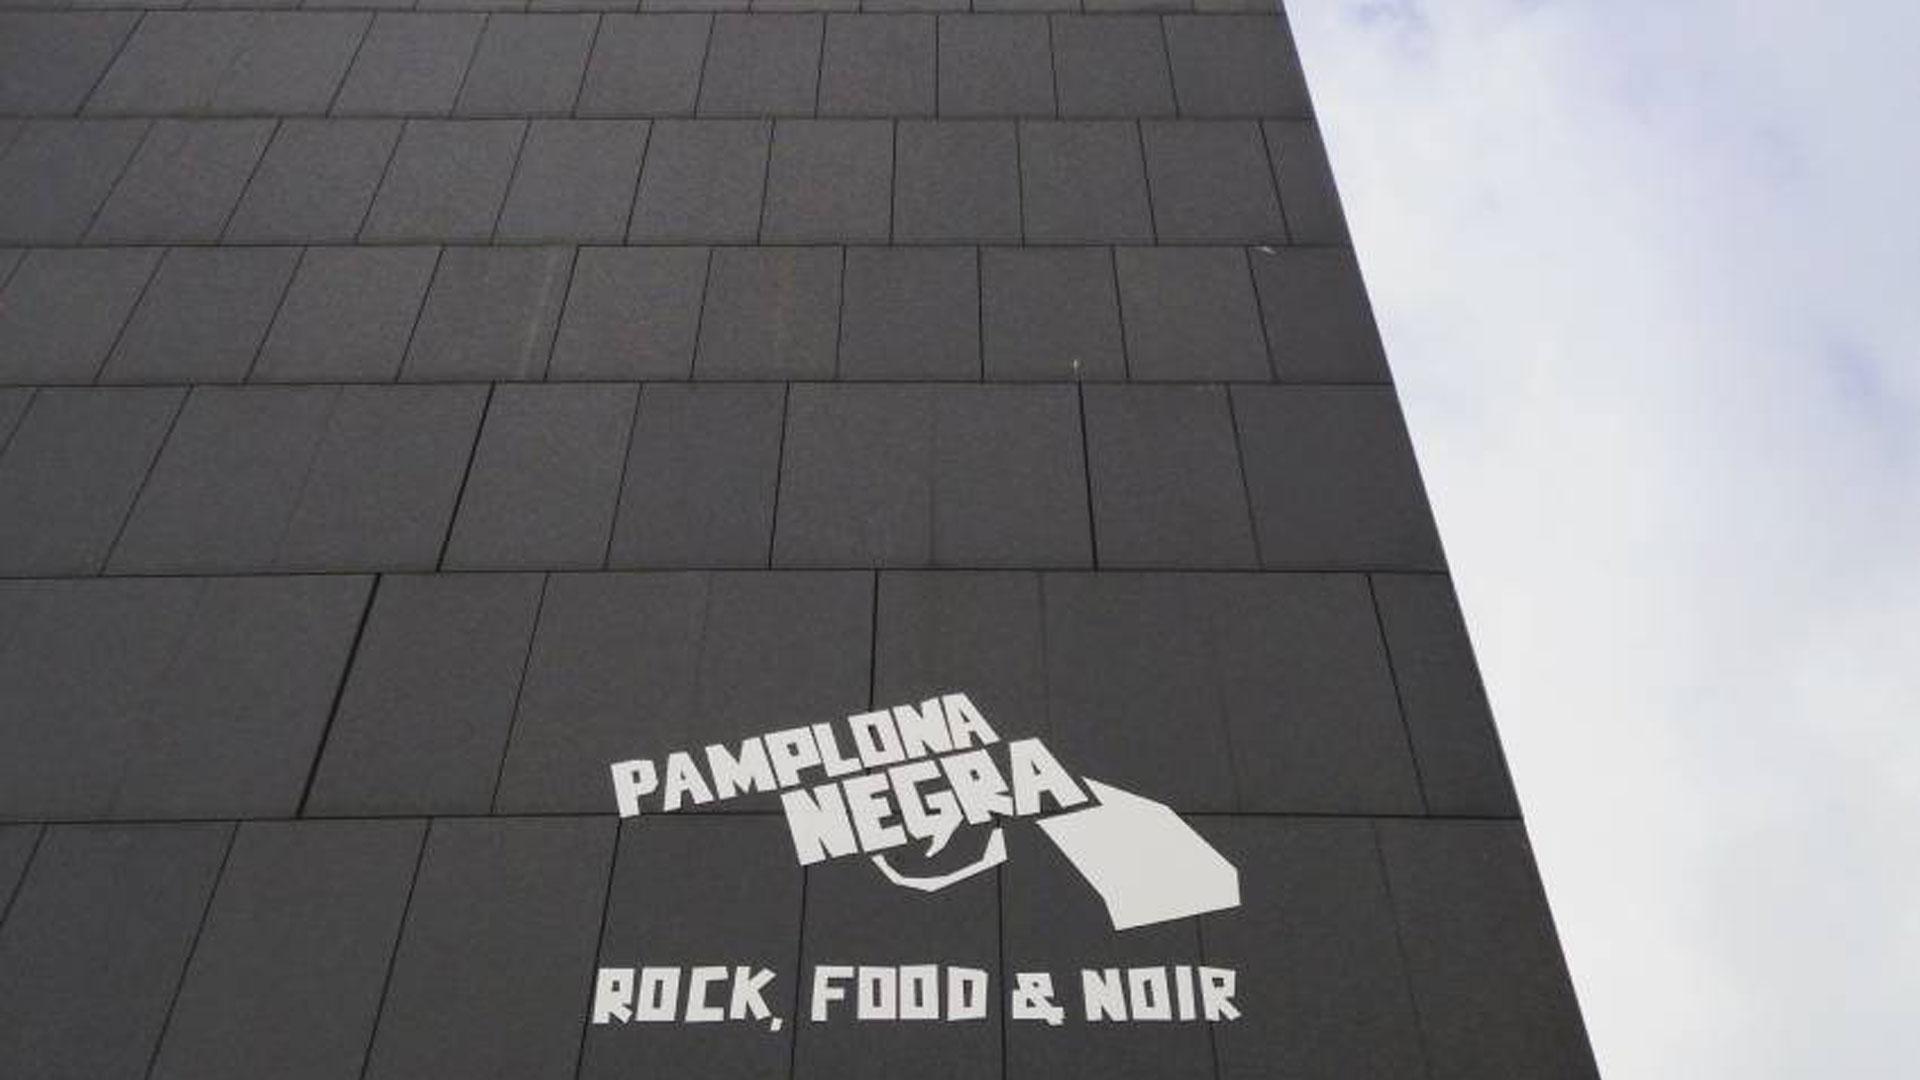 PAMPLONA
NEGRA
ROCK, FOOD & NOIR